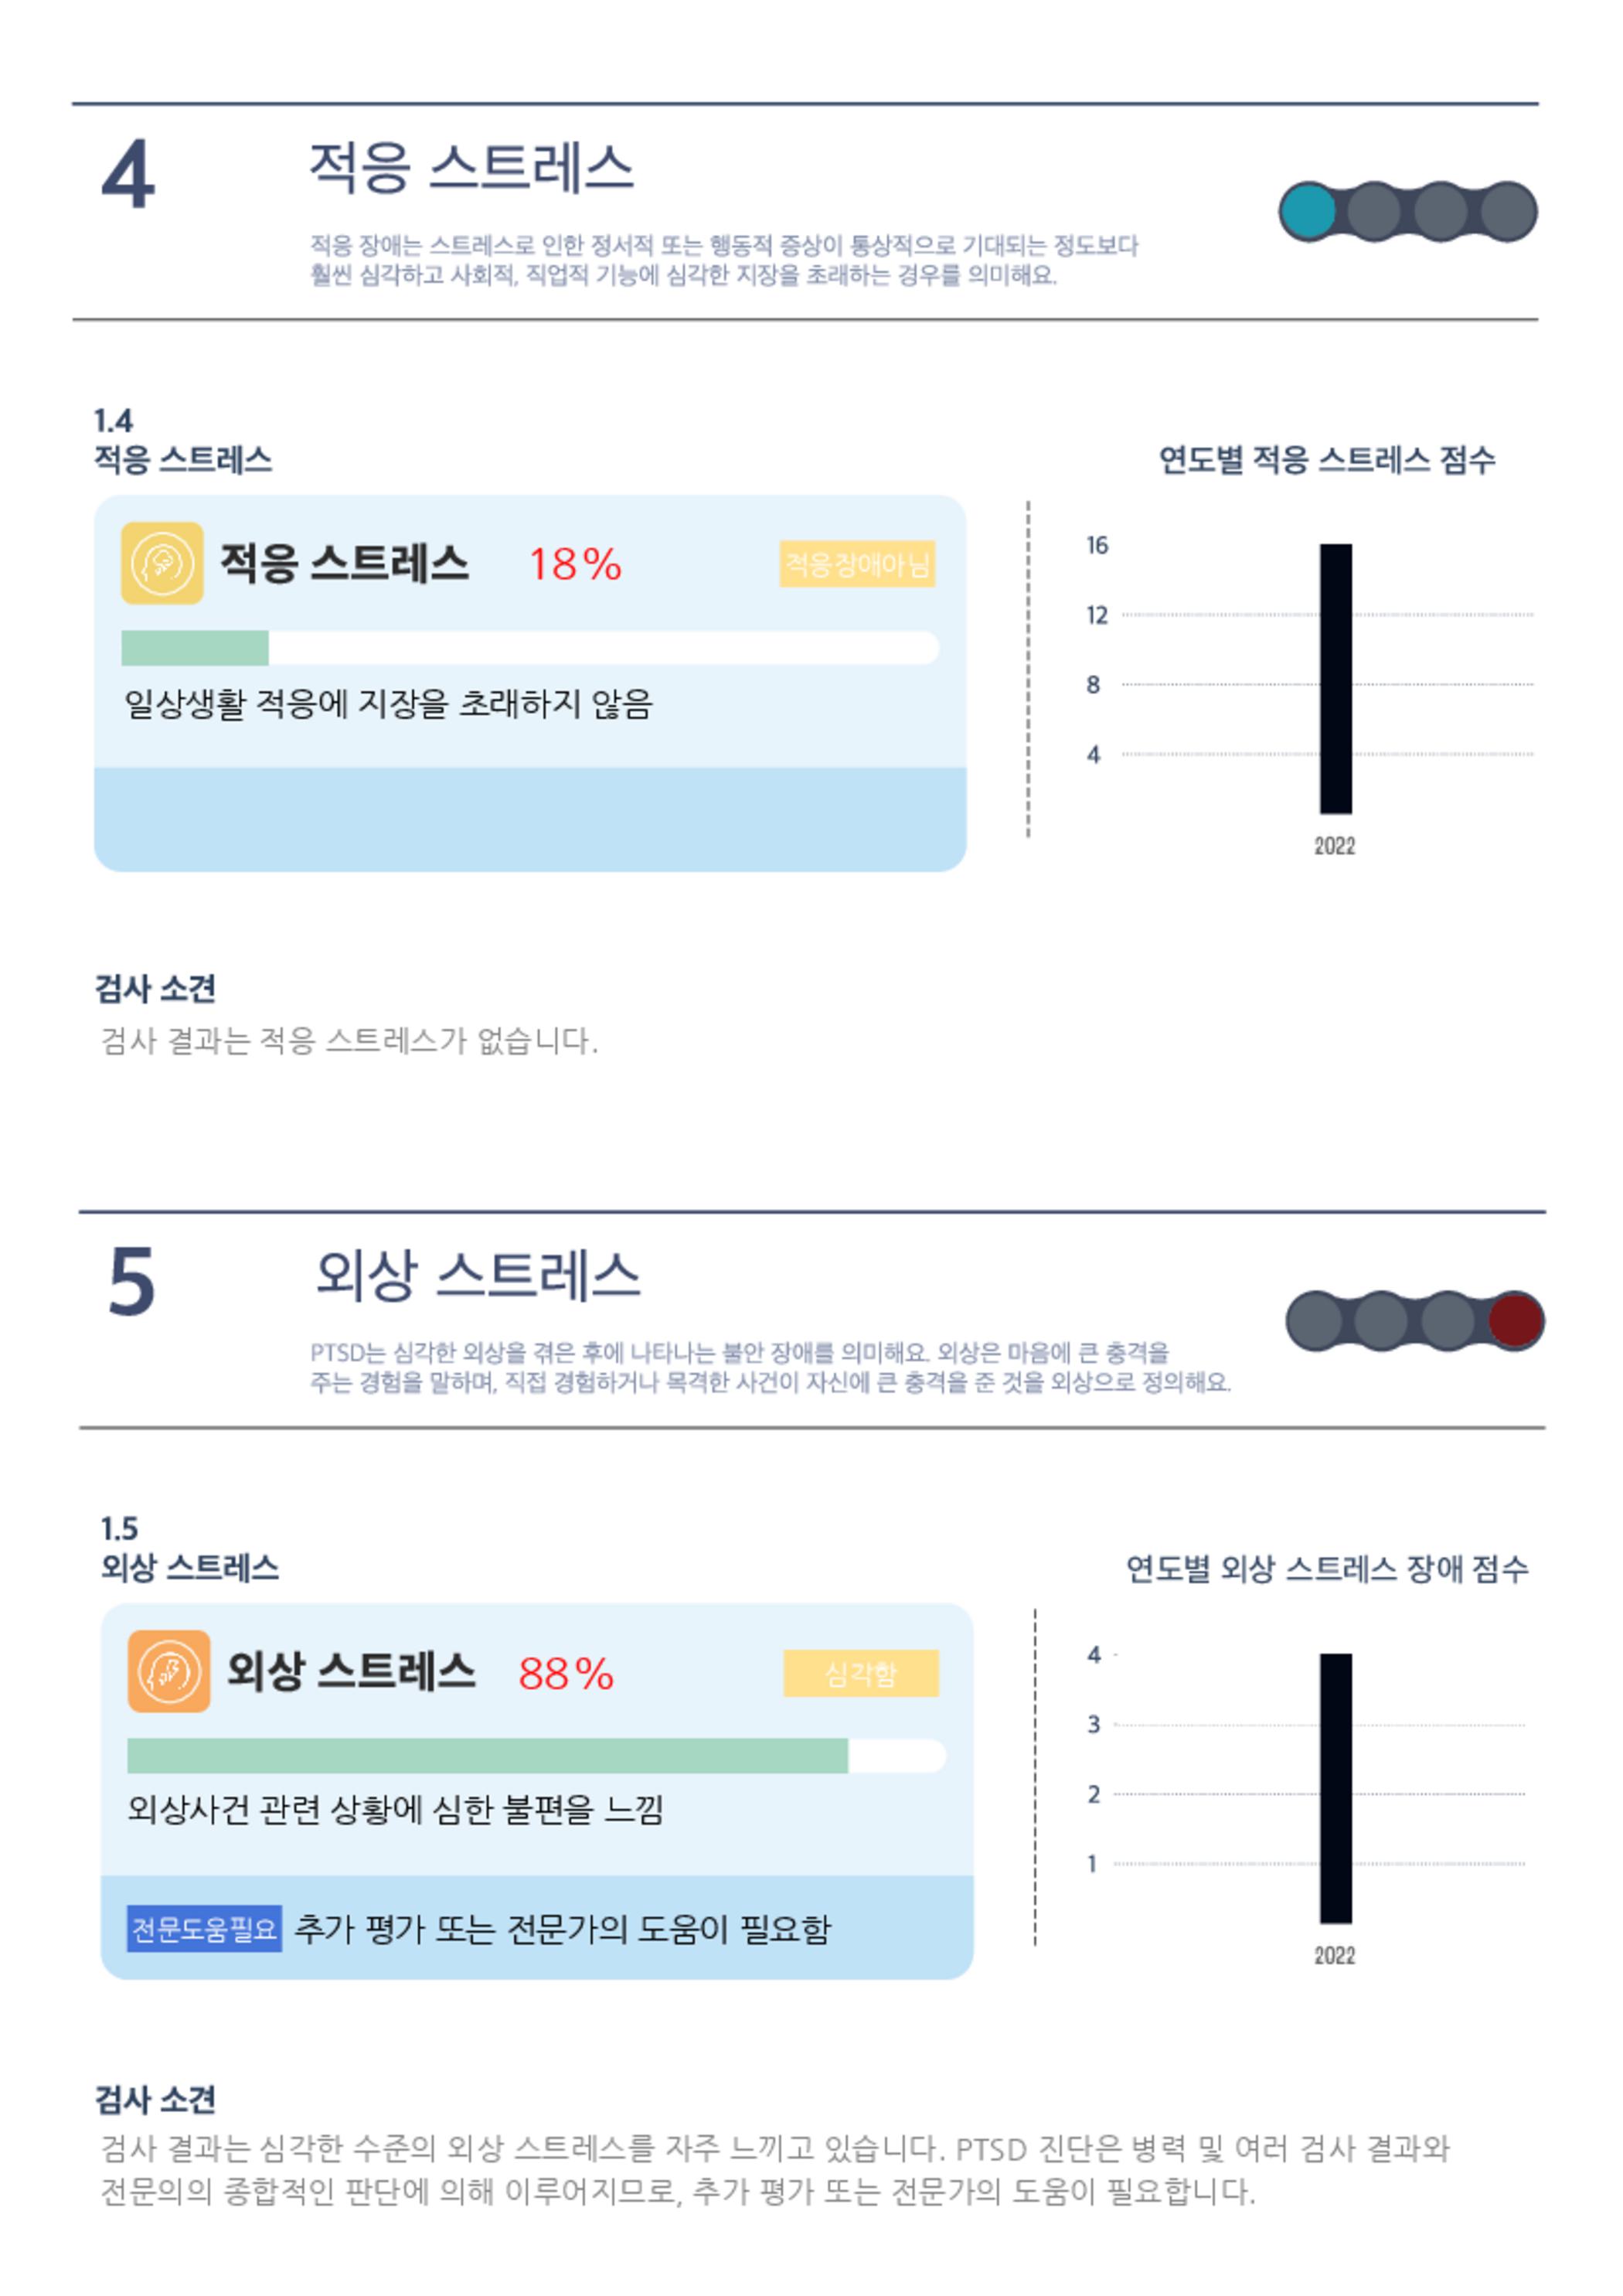 4
적응 스트레스
적응 장애는 스트레스로 인한 정서적 또는 행동적 증상이 통상적으로 기대되는 정도보다
훨씬 심각하고 사회적, 직업적 기능에 심각한 지장을 초래하는 경우를 의미해요.
1.4
적응 스트레스
적응 스트레스 18%
적응장애아님
일상생활 적응에 지장을 초래하지 않음
연도별 적응 스트레스 점수
16
12
8
4
2022
검사 소견
검사 결과는 적응 스트레스가 없습니다.
5
외상 스트레스
PTSD는 심각한 외상을 겪은 후에 나타나는 불안 장애를 의미해요. 외상은 마음에 큰 충격을
주는 경험을 말하며, 직접 경험하거나 목격한 사건이 자신에 큰 충격을 준 것을 외상으로 정의해요.
1.5
외상 스트레스
외상 스트레스 88%
심각함
외상사건 관련 상황에 심한 불편을 느낌
전문도움필요 추가 평가 또는 전문가의 도움이 필요함
연도별 외상 스트레스 장애 점수
4
3
2
1
2022
검사 소견
검사 결과는 심각한 수준의 외상 스트레스를 자주 느끼고 있습니다. PTSD 진단은 병력 및 여러 검사 결과와
전문의의 종합적인 판단에 의해 이루어지므로, 추가 평가 또는 전문가의 도움이 필요합니다.